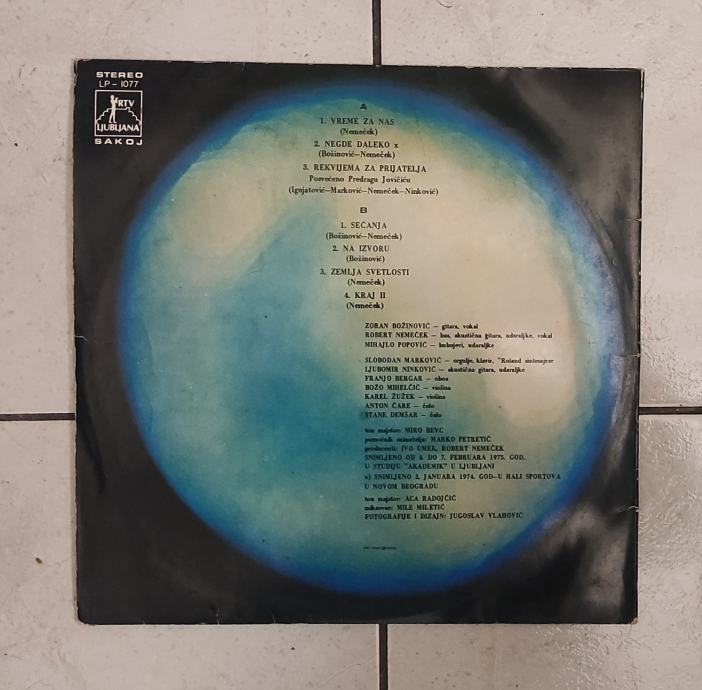 STEREO
LP – 1077
RTV
LJUBLJANA
SAKOJ
A
1. VREME ZA NAS
(Nemeček)
2. NEGDE DALEKO x
(Božinović—Nemeček)
3. REKVIJEMA ZA PRIJATELJA
Posvećeno Predragu Jovičiću
(Ignjatović—Marković—Nemeček—Ninković)
B
1. SEĆANJA
(Božinović—Nemeček)
2. NA IZVORU
(Božinović)
3. ZEMLJA SVETLOSTI
(Nemeček)
4. KRAJ II
(Nemeček)
ZORAN BOŽINOVIĆ — gitara, vokal
ROBERT NEMEČEK — bas, akustična gitara, udaraljke, vokal
MIHAJLO POPOVIĆ — bubnjevi, udaraljke
SLOBODAN MARKOVIĆ — orgulje, klavir, "Roland sintesajzer
LJUBOMIR NINKOVIĆ — akustična gitara, udaraljke
FRANJO BERGAR — oboa
BOŽO MIHELČIĆ — violina
KAREL ŽUŽEK — violina
ANTON ČARE — čelo
STANE DEMŠAR — čelo
ton majstor: MIRO BEVC
pomoćnik snimatelja: MARKO PETRETIĆ
producenti: IVO UMEK, ROBERT NEMEČEK
SNIMLJENO OD 4. DO 7. FEBRUARA 1975. GOD.
U STUDIJU "AKADEMIK" U LJUBLJANI
x) SNIMLJENO 2. JANUARA 1974. GOD—U HALI SPORTOVA
U NOVOM BEOGRADU
ton majstor: ACA RADOJČIĆ
miksovao: MILE MILETIĆ
FOTOGRAFIJE I DIZAJN: JUGOSLAV VLAHOVIĆ